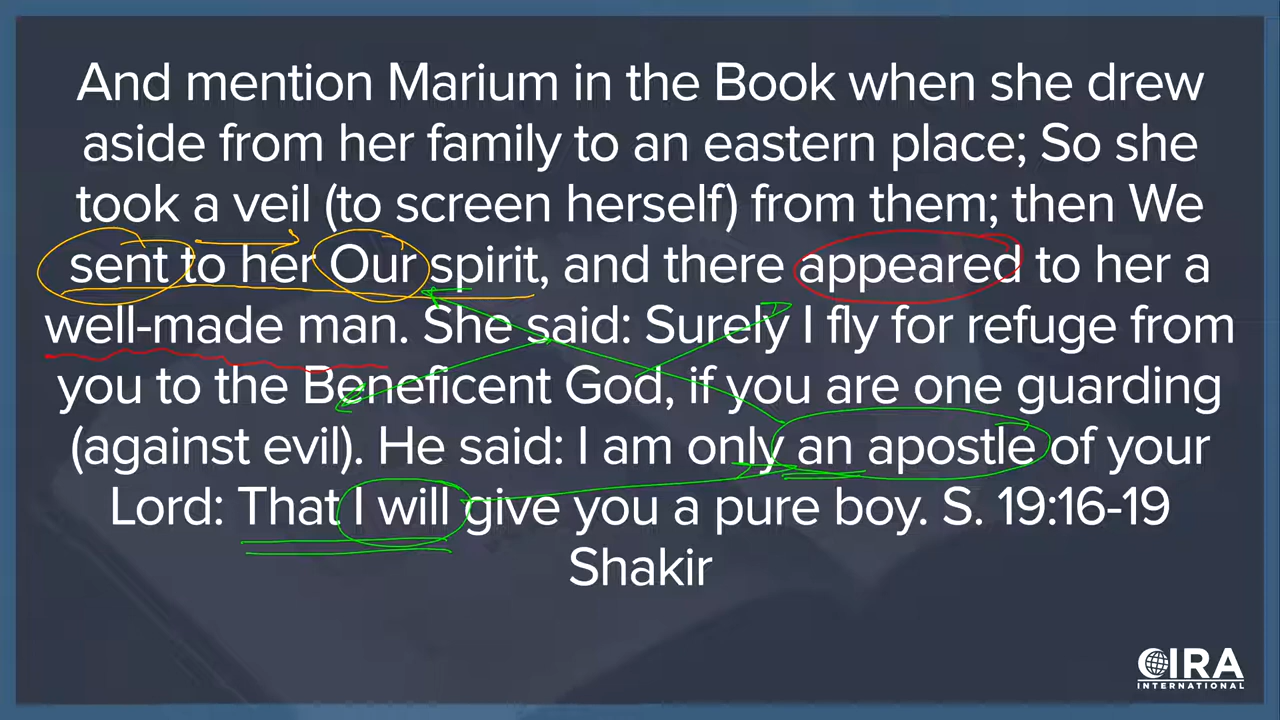 And mention Marium in the Book when she drew
aside from her family to an eastern place; So she
took a veil (to screen herself) from them; then We
sent to her Our spirit, and there appeared to her a
well-made man. She said: Surely I fly for refuge from
you to the Beneficent God, if you are one guarding
(against evil). He said: I am only an apostle of your
Lord: That I will give you a pure boy. S. 19:16-19
Shakir
CIRA
INTERNATIONAL